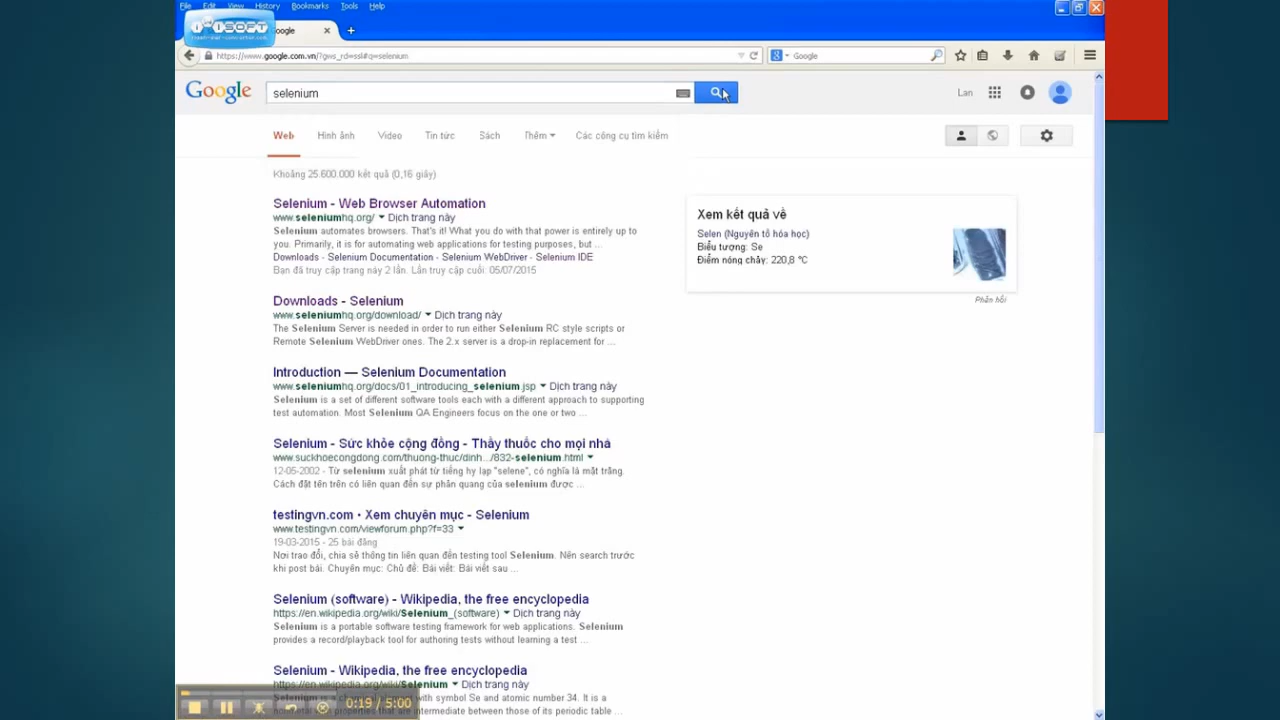 File Edit View History Bookmarks Tools Help
oogle
https://www.google.com.vn/?gws_rd=ssl#q=selenium
Google
Google selenium
Lan
Web Hình ảnh Video Tin tức Sách Thêm Các công cụ tìm kiếm
Khoảng 25.600.000 kết quả (0,16 giây)
Selenium - Web Browser Automation
www.seleniumhq.org/ Dịch trang này
Selenium automates browsers. That's it! What you do with that power is entirely up to
you. Primarily, it is for automating web applications for testing purposes, but ...
Downloads - Selenium Documentation - Selenium WebDriver - Selenium IDE
Bạn đã truy cập trang này 2 lần. Lần truy cập cuối: 05/07/2015
Xem kết quả về
Selen (Nguyên tố hóa học)
Biểu tượng: Se
Điểm nóng chảy: 220,8 °C
Phản hồi
Downloads - Selenium
www.seleniumhq.org/download/ Dịch trang này
The Selenium Server is needed in order to run either Selenium RC style scripts or
Remote Selenium WebDriver ones. The 2.x server is a drop-in replacement for ...
Introduction — Selenium Documentation
www.seleniumhq.org/docs/01_introducing_selenium.jsp Dịch trang này
Selenium is a set of different software tools each with a different approach to supporting
test automation. Most Selenium QA Engineers focus on the one or two ...
Selenium - Sức khỏe cộng đồng - Thầy thuốc cho mọi nhà
www.suckhoecongdong.com/thuong-thuc/dinh.../832-selenium.html
12-05-2002 - Từ selenium xuất phát từ tiếng hy lạp "selene", có nghĩa là mặt trăng.
Cách đặt tên trên có liên quan đến sự phản quang của selenium được ...
testingvn.com • Xem chuyên mục - Selenium
www.testingvn.com/viewforum.php?f=33
19-03-2015 - 25 bài đăng
Nơi trao đổi, chia sẻ thông tin liên quan đến testing tool Selenium. Nên search trước
khi post bài. Chuyên mục: Chủ đề: Bài viết: Bài viết sau ...
Selenium (software) - Wikipedia, the free encyclopedia
https://en.wikipedia.org/wiki/Selenium_(software) Dịch trang này
Selenium is a portable software testing framework for web applications. Selenium
provides a record/playback tool for authoring tests without learning a test ...
Selenium - Wikipedia, the free encyclopedia
https://en.wikipedia.org/wiki/Selenium Dịch trang này
Selenium is a chemical element with symbol Se and atomic number 34. It is a
properties that are intermediate between those of its periodic table ...
0:19 / 5:00